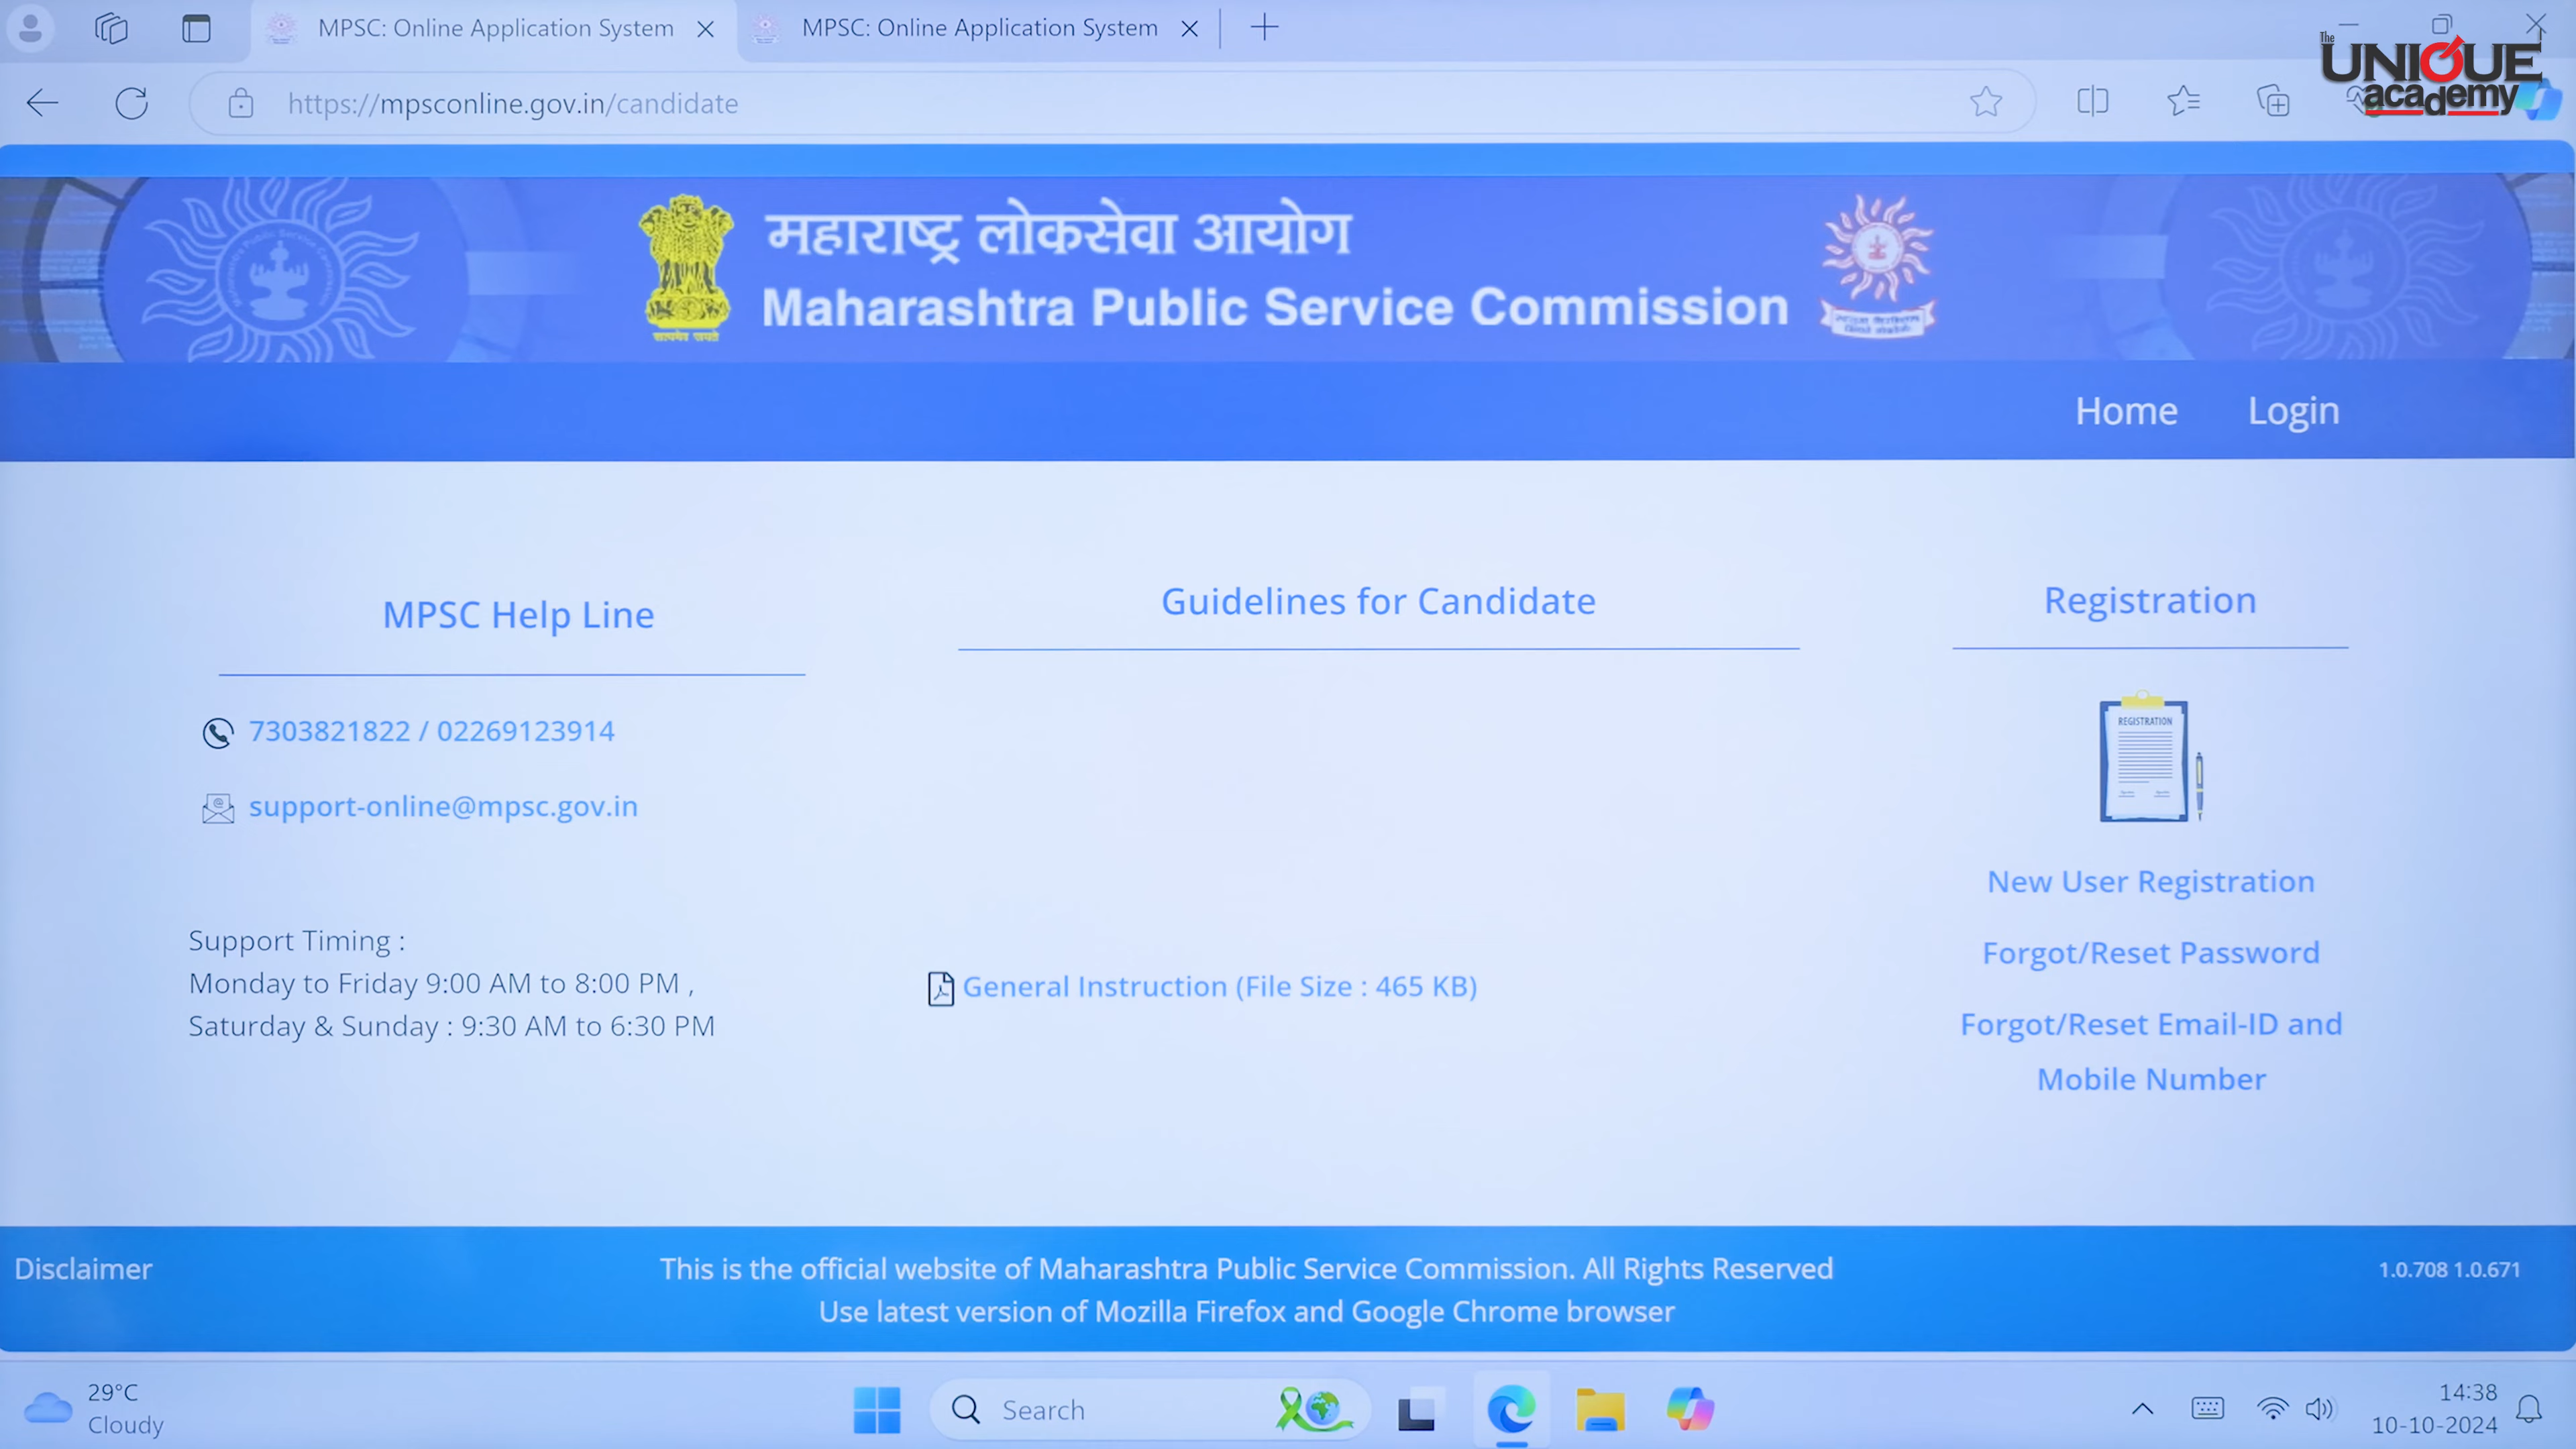 MPSC: Online Application System
MPSC: Online Application System
https://mpsconline.gov.in/candidate
The
UNIQUE
academy
महाराष्ट्र लोकसेवा आयोग
Maharashtra Public Service Commission
सत्यमेव जयते
Home
Login
MPSC Help Line
7303821822 / 02269123914
support-online@mpsc.gov.in
Support Timing :
Monday to Friday 9:00 AM to 8:00 PM ,
Saturday & Sunday : 9:30 AM to 6:30 PM
Guidelines for Candidate
General Instruction (File Size : 465 KB)
Registration
REGISTRATION
New User Registration
Forgot/Reset Password
Forgot/Reset Email-ID and
Mobile Number
Disclaimer
This is the official website of Maharashtra Public Service Commission. All Rights Reserved
Use latest version of Mozilla Firefox and Google Chrome browser
1.0.708 1.0.671
29°C
Cloudy
Search
14:38
10-10-2024